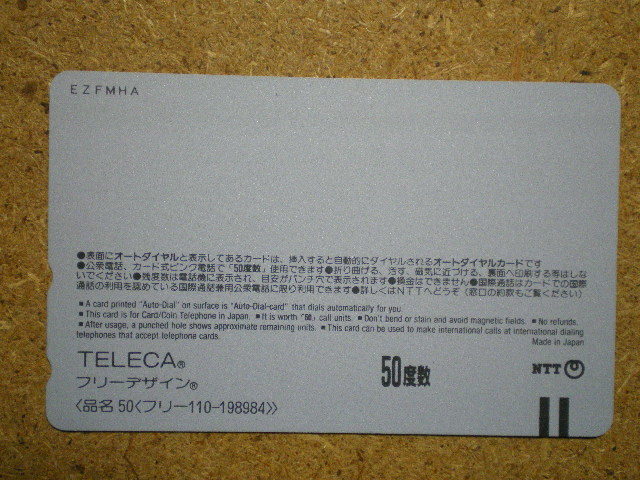 EZFMHA
●表面にオートダイヤルと表示してあるカードは、挿入すると自動的にダイヤルされるオートダイヤルカードです
●公衆電話、カード式ピンク電話で「50度数」使用できます●折り曲げる、汚す、磁気に近づける、裏面へ印刷する等はしな
いでください●残度数は電話機に表示され、目安がパンチ穴で表示されます●換金はできません●国際通話はカードでの国際
通話の利用を認めている国際通話兼用公衆電話に限り利用できます●詳しくはNTTへどうぞ（窓口の約款もご覧ください）
■ A card printed "Auto-Dial" on surface is "Auto-Dial-card" that dials automatically for you.
■ This card is for Card/Coin Telephone in Japan. ■ It is worth "50" call units. ■ Don't bend or stain and avoid magnetic fields. ■ No refunds.
■ After usage, a punched hole shows approximate remaining units. ■ This card can be used to make international calls at international dialing
telephones that accept telephone cards. Made in Japan
TELECA®
フリーデザイン®
50度数
NTT
〈品名 50〈フリー110-198984〉〉